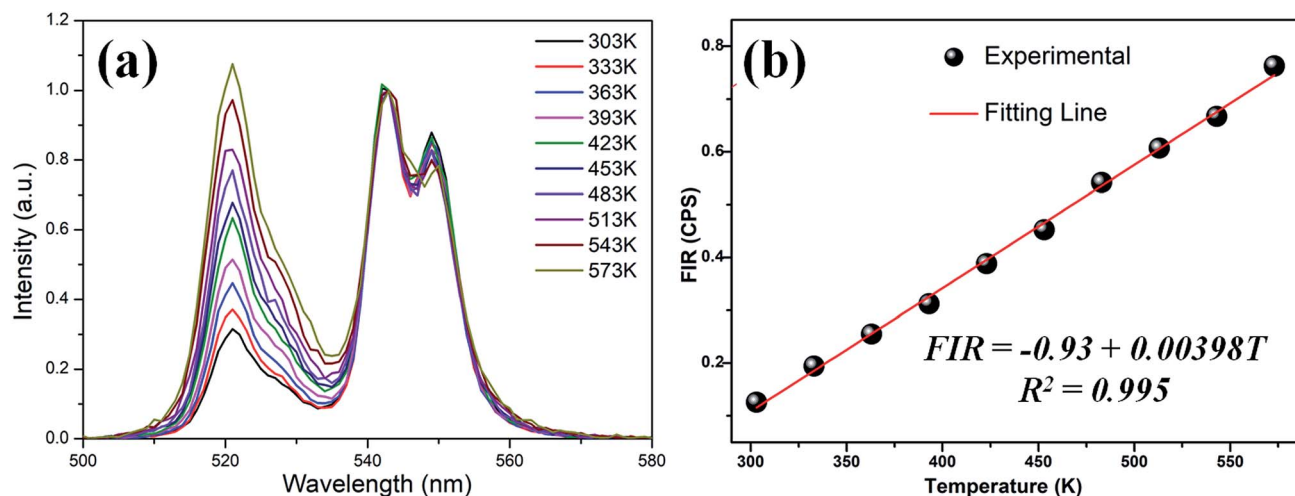 (a)
1.2
1.0
0.8
0.6
0.4
0.2
0.0
Intensity (a.u.)
500 520 540 560 580
Wavelength (nm)
303K
333K
363K
393K
423K
453K
483K
513K
543K
573K
(b)
0.8
0.6
0.4
0.2
FIR (CPS)
300 350 400 450 500 550
Temperature (K)
Experimental
Fitting Line
FIR = -0.93 + 0.00398T
R² = 0.995